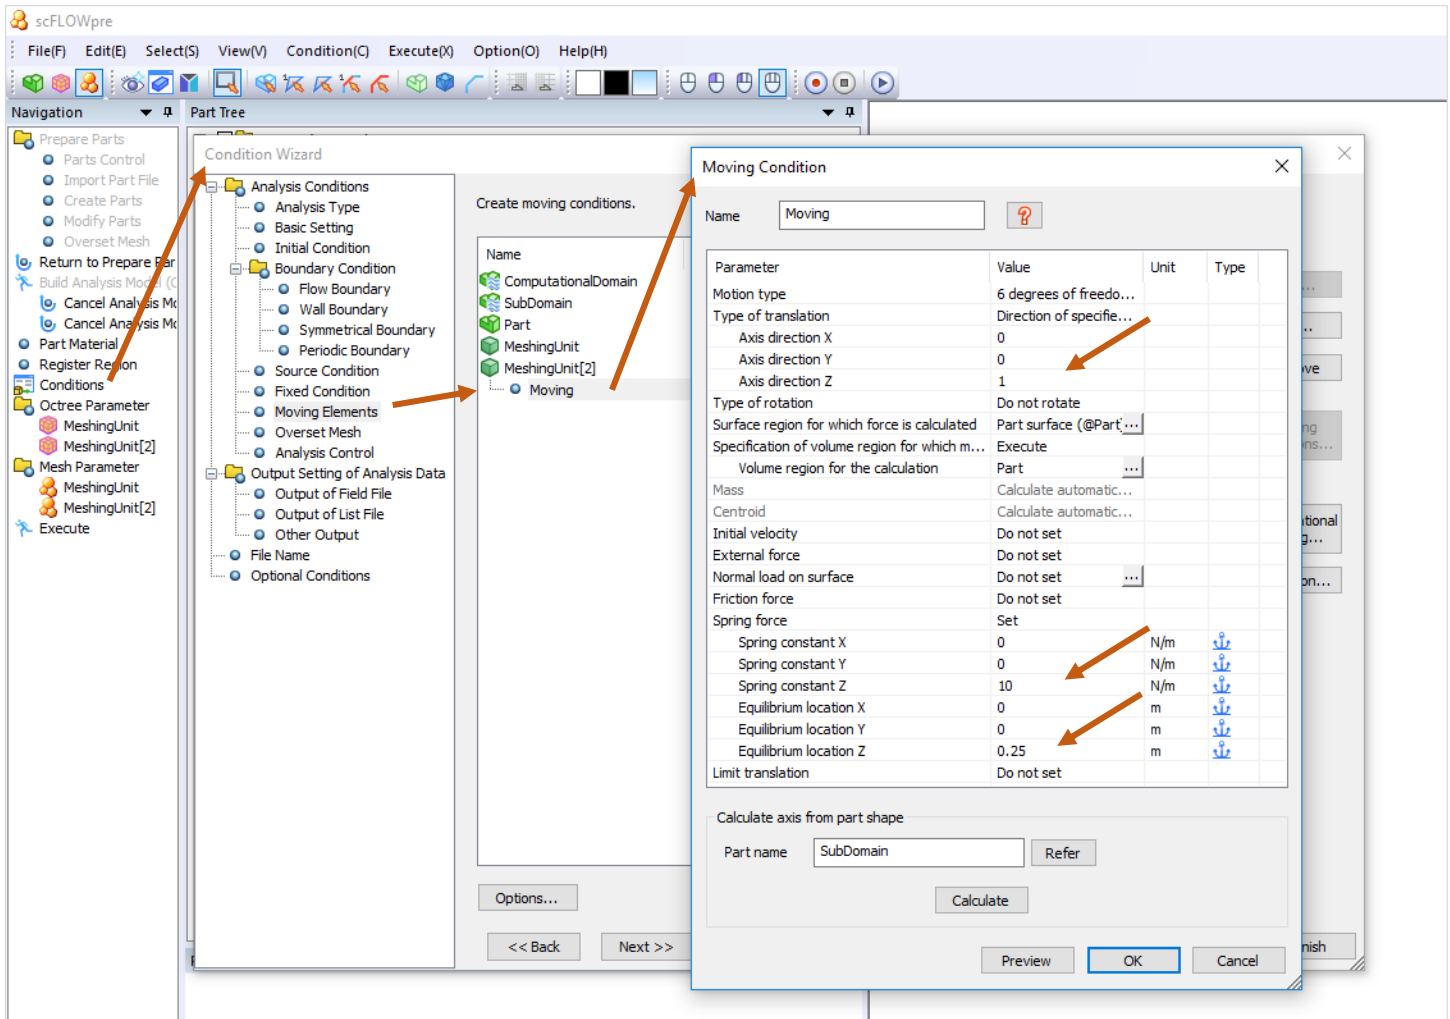 scFLOWpre
File(F) Edit(E) Select(S) View(V) Condition(C) Execute(X) Option(O) Help(H)
Navigation
Prepare Parts
Parts Control
Import Part File
Create Parts
Modify Parts
Overset Mesh
Return to Prepare Par
Build Analysis Model (C
Cancel Analysis Mo
Cancel Analysis Mo
Part Material
Register Region
Conditions
Octree Parameter
MeshingUnit
MeshingUnit[2]
Mesh Parameter
MeshingUnit
MeshingUnit[2]
Execute
Part Tree
Condition Wizard
Analysis Conditions
Analysis Type
Basic Setting
Initial Condition
Boundary Condition
Flow Boundary
Wall Boundary
Symmetrical Boundary
Periodic Boundary
Source Condition
Fixed Condition
Moving Elements
Overset Mesh
Analysis Control
Output Setting of Analysis Data
Output of Field File
Output of List File
Other Output
File Name
Optional Conditions
Create moving conditions.
Name
ComputationalDomain
SubDomain
Part
MeshingUnit
MeshingUnit[2]
Moving
Options...
<< Back Next >>
Moving Condition
Name Moving
Parameter Value Unit Type
Motion type 6 degrees of freedo...
Type of translation Direction of specifie...
Axis direction X 0
Axis direction Y 0
Axis direction Z 1
Type of rotation Do not rotate
Surface region for which force is calculated Part surface (@Part) ...
Specification of volume region for which m... Execute
Volume region for the calculation Part ...
Mass Calculate automatic...
Centroid Calculate automatic...
Initial velocity Do not set
External force Do not set
Normal load on surface Do not set ...
Friction force Do not set
Spring force Set
Spring constant X 0 N/m
Spring constant Y 0 N/m
Spring constant Z 10 N/m
Equilibrium location X 0 m
Equilibrium location Y 0 m
Equilibrium location Z 0.25 m
Limit translation Do not set
Calculate axis from part shape
Part name SubDomain Refer
Calculate
Preview OK Cancel